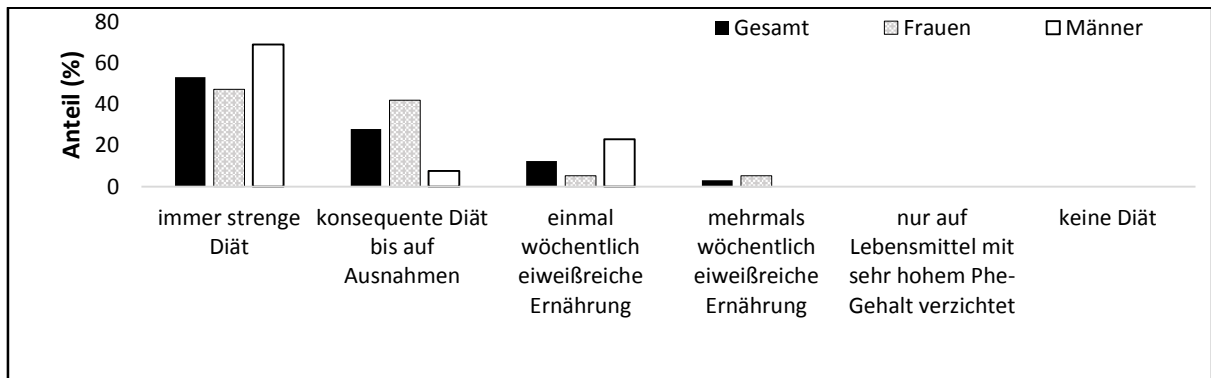 80
Gesamt Frauen Männer
60
40
20
0
Anteil (%)
immer strenge
Diät
konsequente Diät
bis auf
Ausnahmen
einmal
wöchentlich
eiweißreiche
Ernährung
mehrmals
wöchentlich
eiweißreiche
Ernährung
nur auf
Lebensmittel mit
sehr hohem Phe-
Gehalt verzichtet
keine Diät